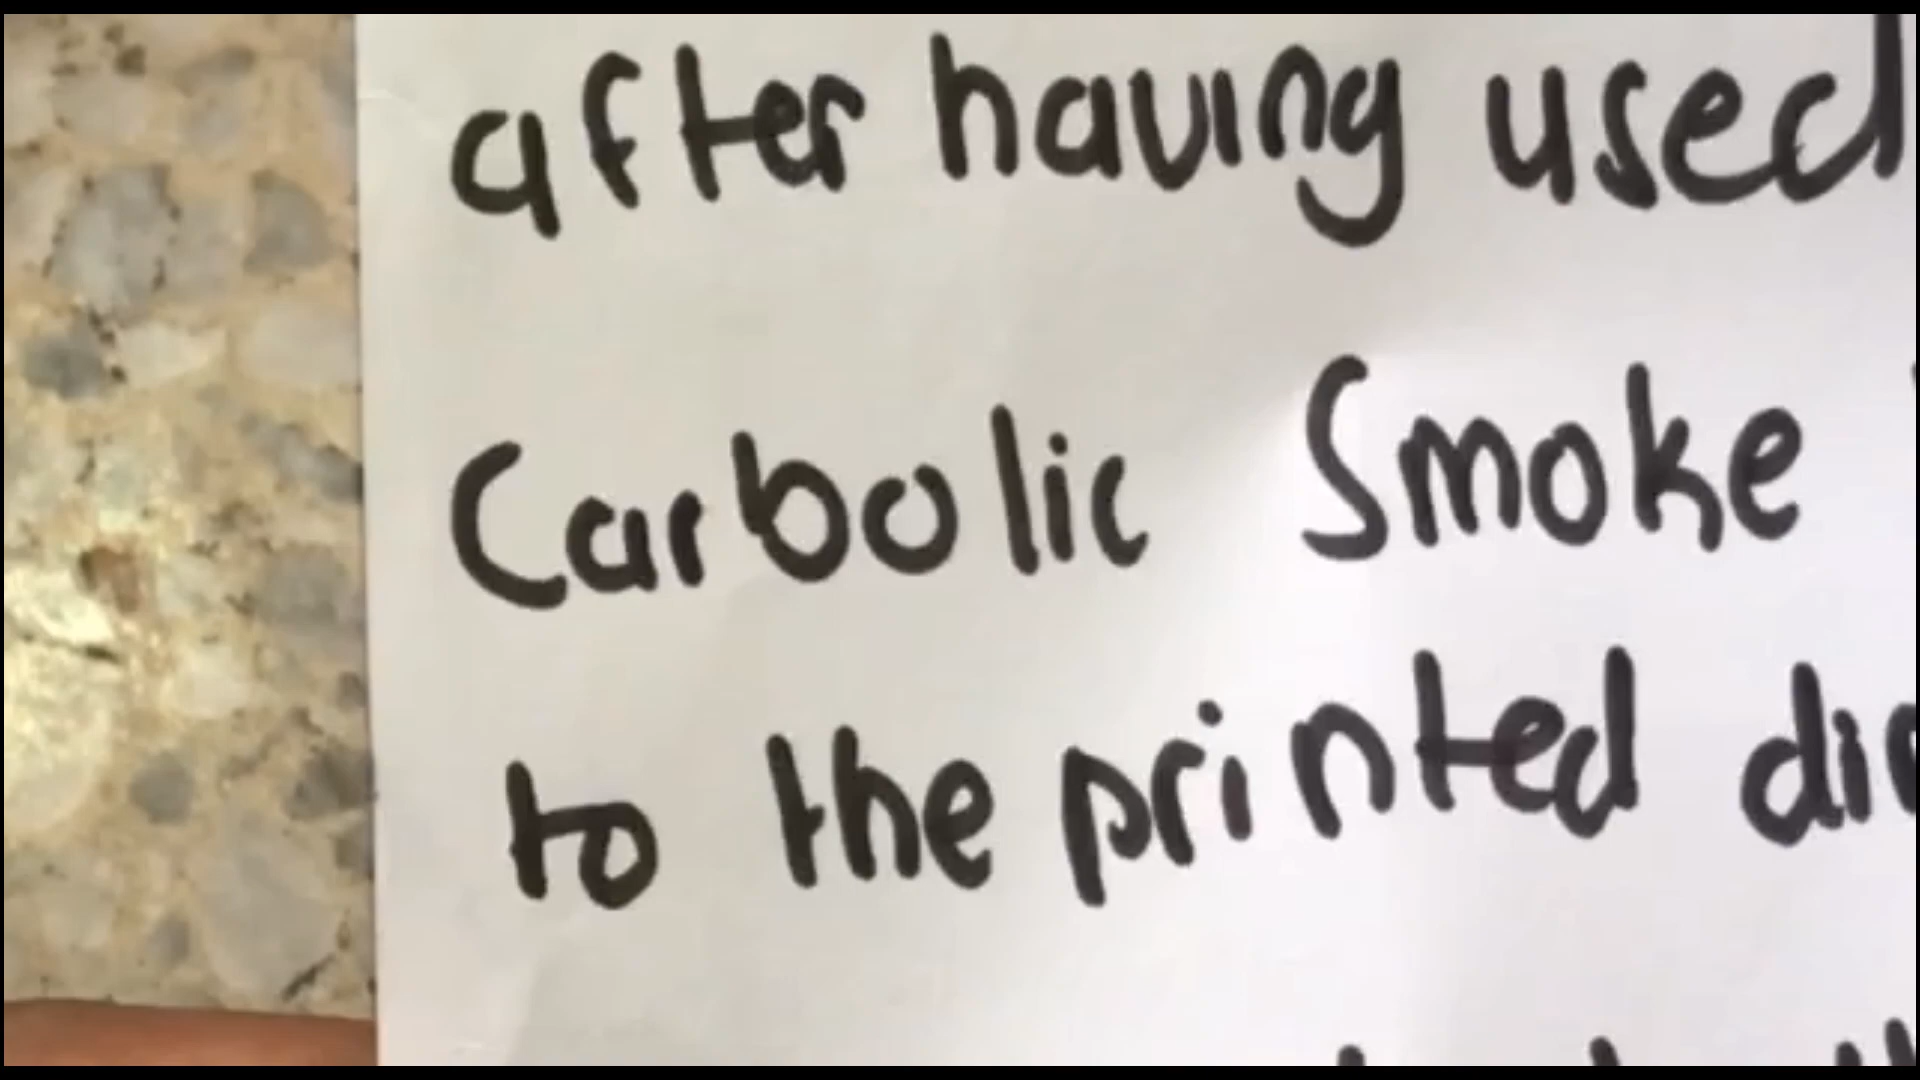 after having used
Carbolic Smoke
to the printed